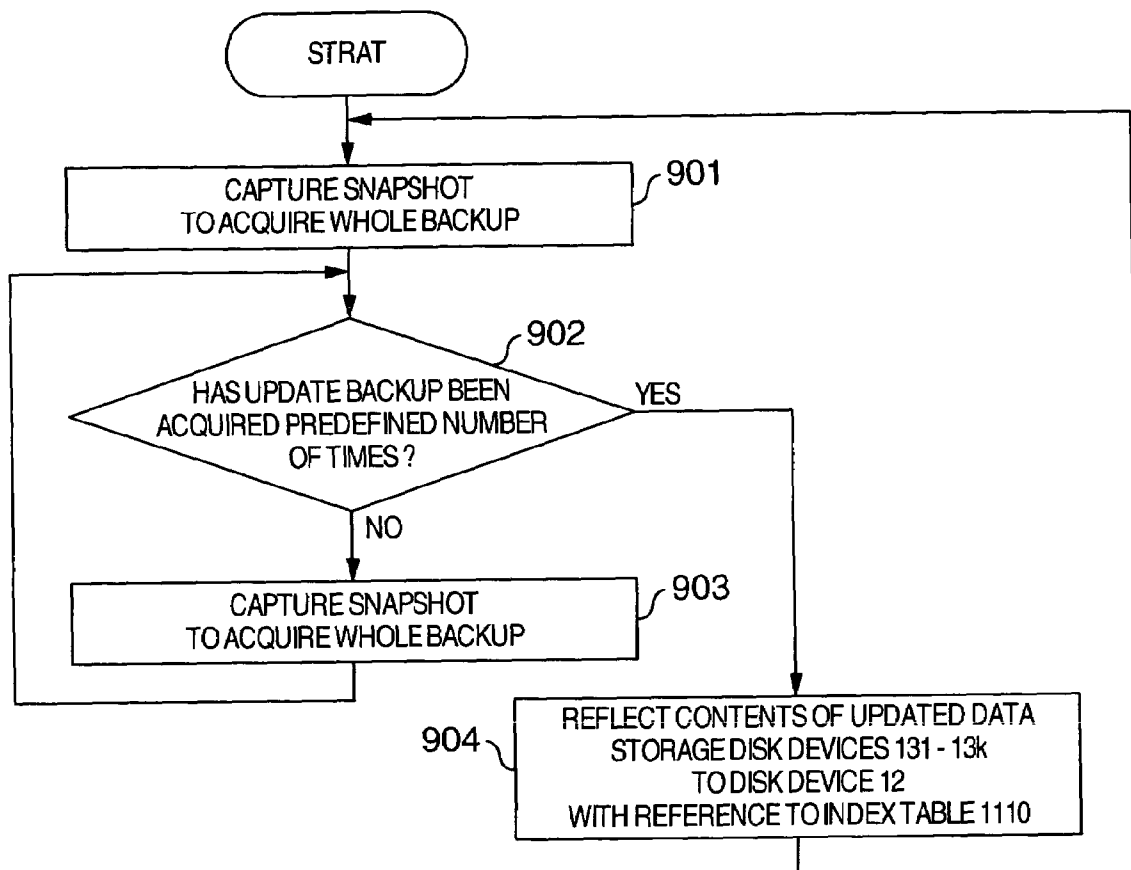 STRAT
CAPTURE SNAPSHOT
TO ACQUIRE WHOLE BACKUP
901
902
HAS UPDATE BACKUP BEEN
ACQUIRED PREDEFINED NUMBER
OF TIMES ?
YES
NO
CAPTURE SNAPSHOT
TO ACQUIRE WHOLE BACKUP
903
904
REFLECT CONTENTS OF UPDATED DATA
STORAGE DISK DEVICES 131 - 13k
TO DISK DEVICE 12
WITH REFERENCE TO INDEX TABLE 1110